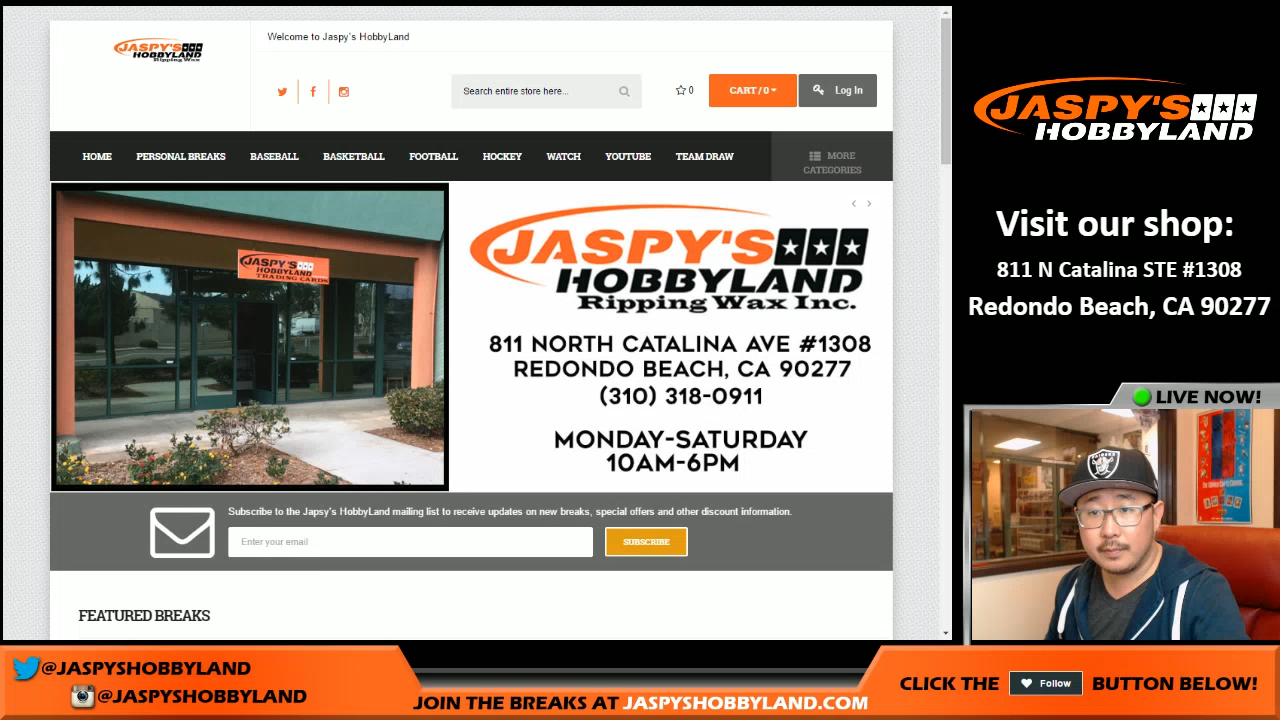 JASPY'S
HOBBYLAND
Ripping Wax
Welcome to Jaspy's HobbyLand
Search entire store here...
0
CART / 0
Log In
HOME
PERSONAL BREAKS
BASEBALL
BASKETBALL
FOOTBALL
HOCKEY
WATCH
YOUTUBE
TEAM DRAW
MORE
CATEGORIES
JASPY'S
HOBBYLAND
TRADING CARDS
JASPY'S
HOBBYLAND
Ripping Wax Inc.
811 NORTH CATALINA AVE #1308
REDONDO BEACH, CA 90277
(310) 318-0911
MONDAY-SATURDAY
10AM-6PM
Subscribe to the Japsy's HobbyLand mailing list to receive updates on new breaks, special offers and other discount information.
Enter your email
SUBSCRIBE
FEATURED BREAKS
JASPY'S
HOBBYLAND
Visit our shop:
811 N Catalina STE #1308
Redondo Beach, CA 90277
LIVE NOW!
RAIDERS
@JASPYSHOBBYLAND
@JASPYSHOBBYLAND
JOIN THE BREAKS AT JASPYSHOBBYLAND.COM
CLICK THE Follow BUTTON BELOW!